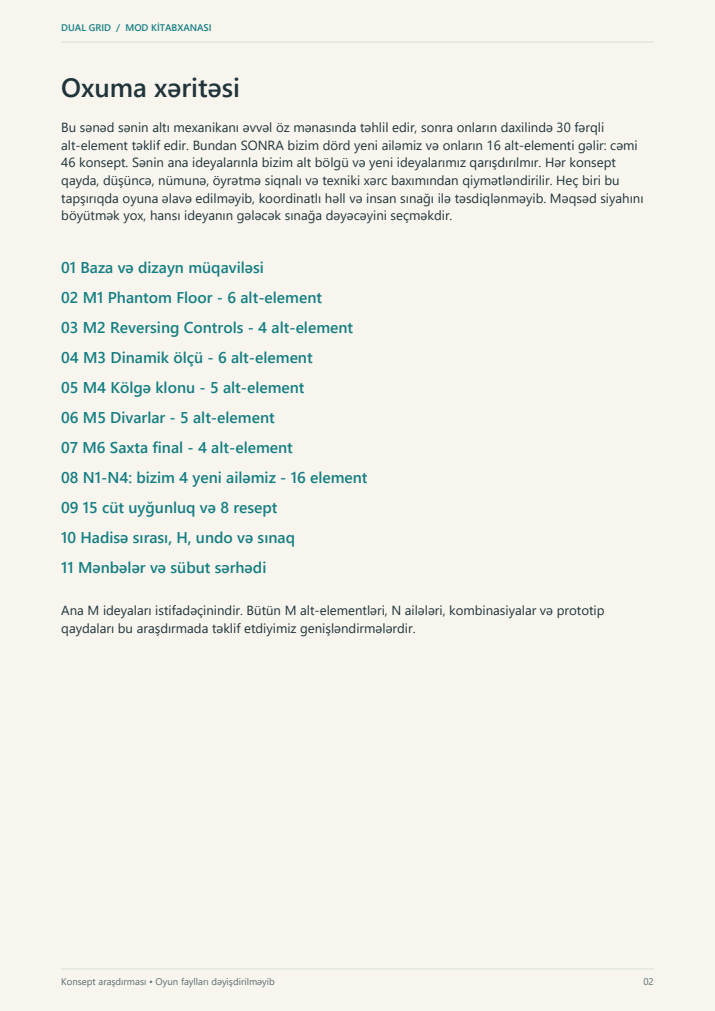 DUAL GRID / MOD KİTABXANASI
Oxuma xəritəsi
Bu sənəd sənin altı mexanikanı əvvəl öz mənasında təhlil edir, sonra onların daxilində 30 fərqli
alt-element təklif edir. Bundan SONRA bizim dörd yeni ailəmiz və onların 16 alt-elementi gəlir: cəmi
46 konsept. Sənin ana ideyalarınla bizim alt bölgü və yeni ideyalarımız qarışdırılmır. Hər konsept
qayda, düşüncə, nümunə, öyrətmə siqnalı və texniki xərc baxımından qiymətləndirilir. Heç biri bu
tapşırıqda oyuna əlavə edilməyib, koordinatlı həll və insan sınağı ilə təsdiqlənməyib. Məqsəd siyahını
böyütmək yox, hansı ideyanın gələcək sınağa dəyəcəyini seçməkdir.
01 Baza və dizayn müqaviləsi
02 M1 Phantom Floor - 6 alt-element
03 M2 Reversing Controls - 4 alt-element
04 M3 Dinamik ölçü - 6 alt-element
05 M4 Kölgə klonu - 5 alt-element
06 M5 Divarlar - 5 alt-element
07 M6 Saxta final - 4 alt-element
08 N1-N4: bizim 4 yeni ailəmiz - 16 element
09 15 cüt uyğunluq və 8 resept
10 Hadisə sırası, H, undo və sınaq
11 Mənbələr və sübut sərhədi
Ana M ideyaları istifadəçinindir. Bütün M alt-elementləri, N ailələri, kombinasiyalar və prototip
qaydaları bu araşdırmada təklif etdiyimiz genişləndirmələrdir.
Konsept araşdırması • Oyun faylları dəyişdirilməyib
02